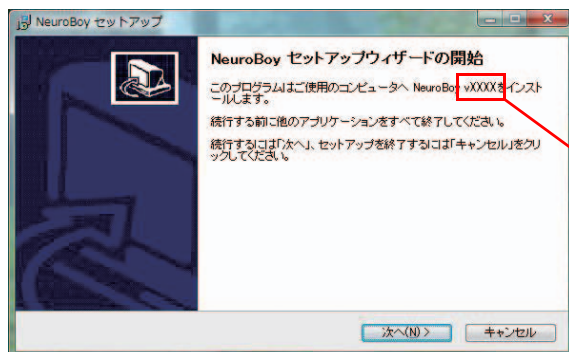 NeuroBoy セットアップ
NeuroBoy セットアップウィザードの開始
このプログラムはご使用のコンピュータへ NeuroBoy vXXXXをインスト
ールします。
続行する前に他のアプリケーションをすべて終了してください。
続行するには「次へ」、セットアップを終了するには「キャンセル」をクリ
ックしてください。
次へ(N) >
キャンセル